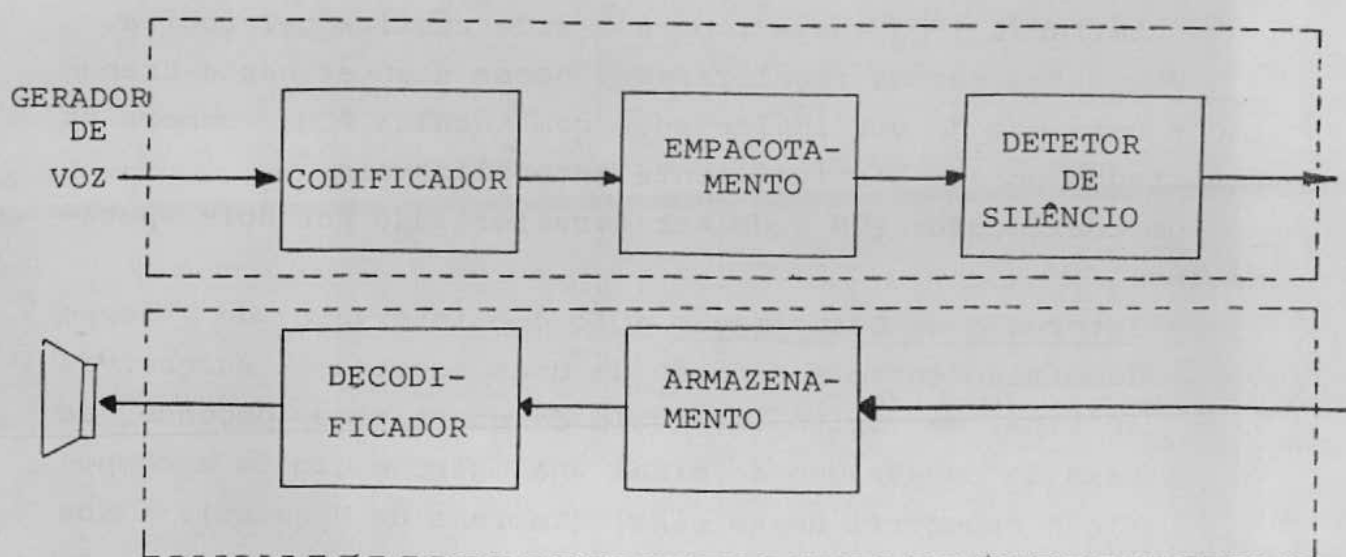 GERADOR
DE
VOZ
CODIFICADOR
EMPACOTA-
MENTO
DETETOR
DE
SILÊNCIO
DECODI-
FICADOR
ARMAZENA-
MENTO